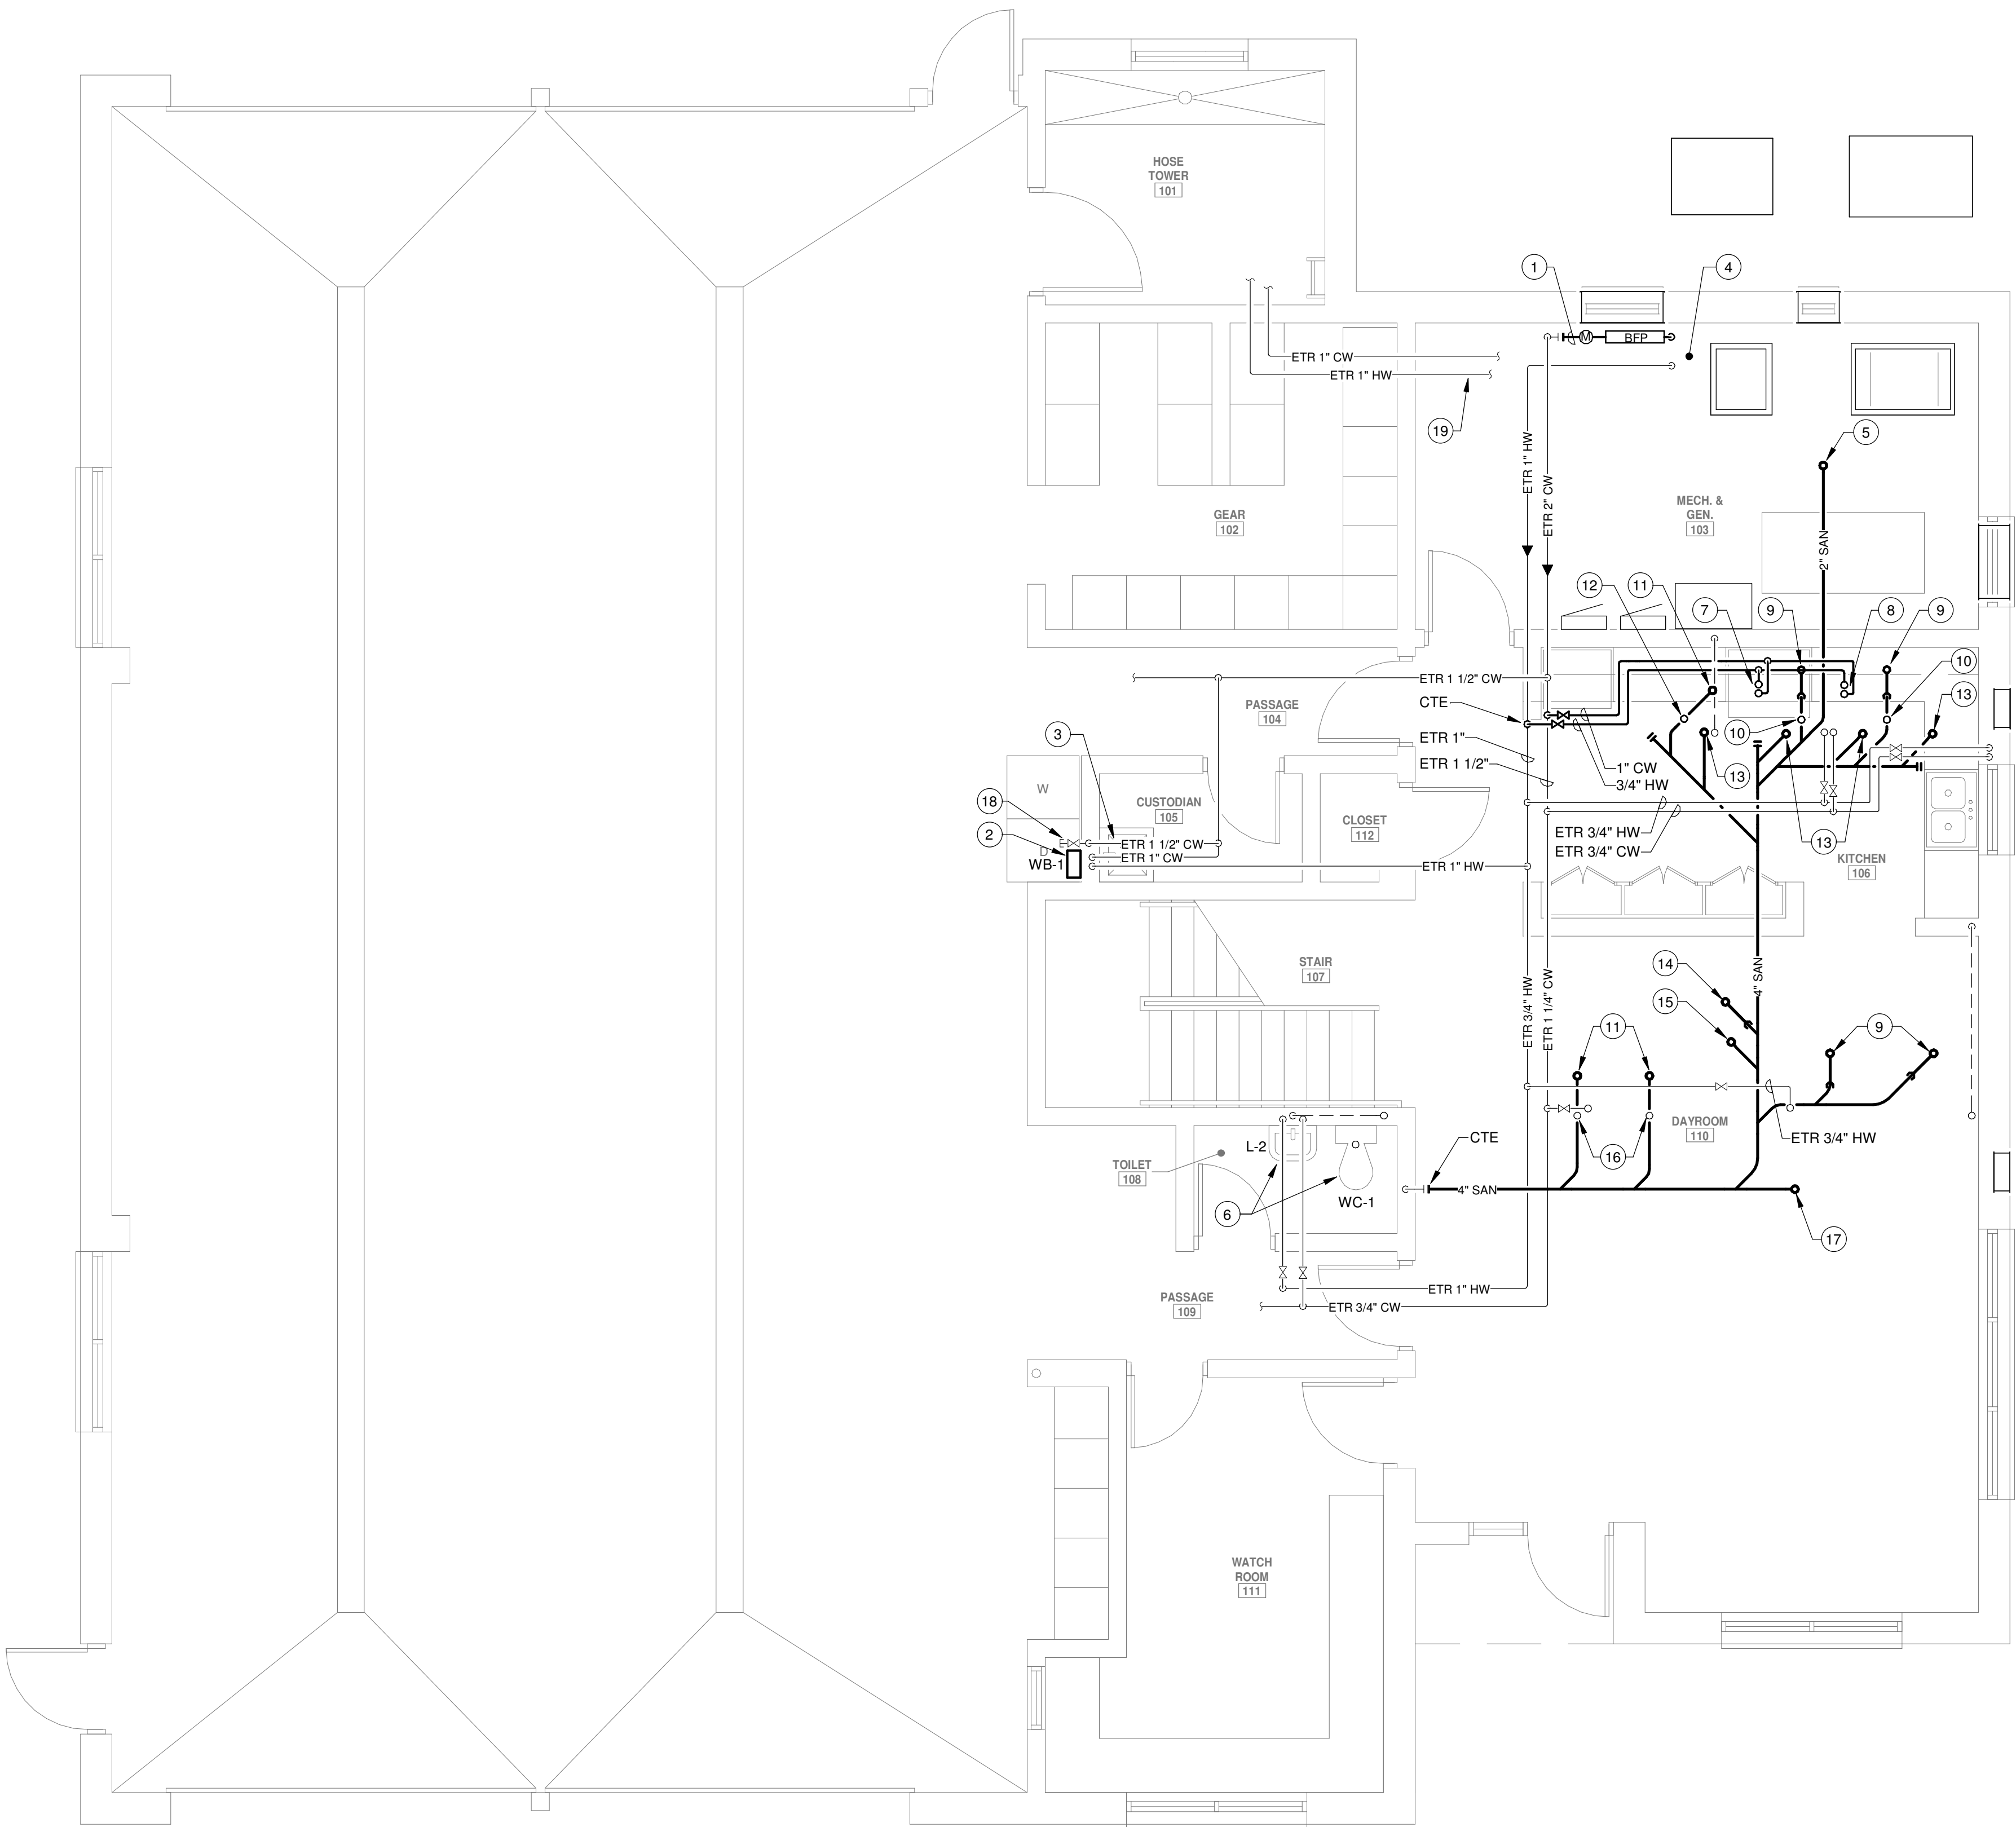 HOSE
TOWER
101
1
4
M
BFP
ETR 1" CW
ETR 1" HW
19
5
ETR 1" HW
ETR 2" CW
MECH. &
GEN.
103
GEAR
102
2" SAN
12
11
7
9
8
9
10
13
ETR 1 1/2" CW
PASSAGE
104
CTE
10
3
ETR 1"
ETR 1 1/2"
1" CW
3/4" HW
13
W
18
CUSTODIAN
105
CLOSET
112
2
D
WB-1
ETR 1 1/2" CW
ETR 1" CW
ETR 1" HW
ETR 3/4" HW
ETR 3/4" CW
13
KITCHEN
106
STAIR
107
14
15
4" SAN
ETR 3/4" HW
ETR 1 1/4" CW
11
9
L-2
DAYROOM
110
ETR 3/4" HW
CTE
16
TOILET
108
WC-1
4" SAN
6
17
PASSAGE
109
ETR 1" HW
ETR 3/4" CW
WATCH
ROOM
111